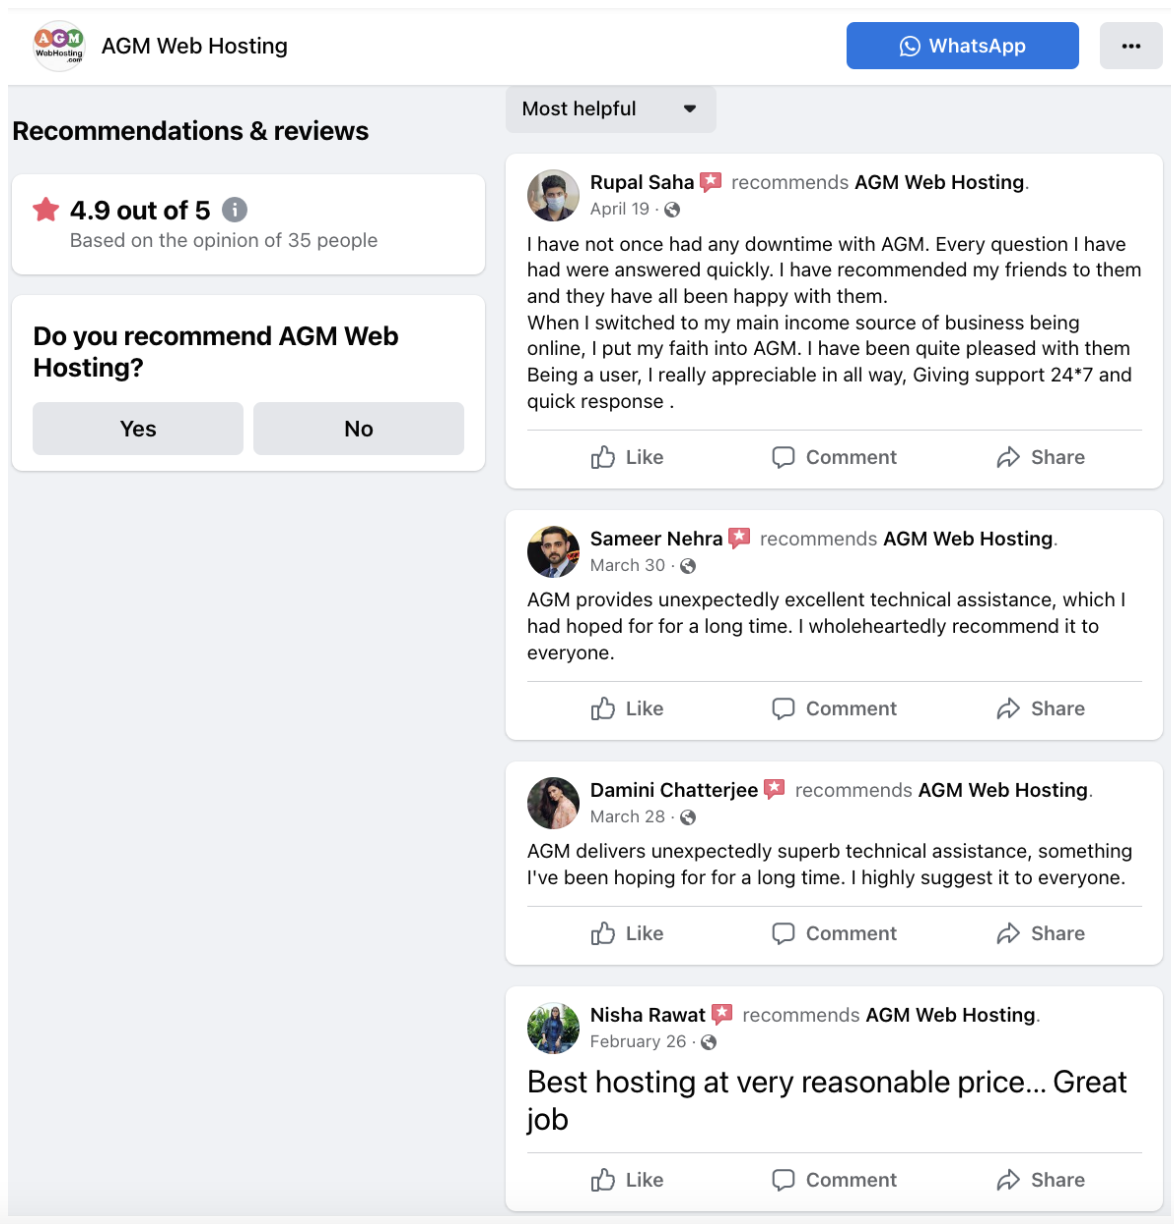 AGM
WebHosting
.com
AGM Web Hosting
WhatsApp
Recommendations & reviews
4.9 out of 5
Based on the opinion of 35 people
Do you recommend AGM Web
Hosting?
Yes
No
Most helpful
Rupal Saha recommends AGM Web Hosting.
April 19 ·
I have not once had any downtime with AGM. Every question I have
had were answered quickly. I have recommended my friends to them
and they have all been happy with them.
When I switched to my main income source of business being
online, I put my faith into AGM. I have been quite pleased with them
Being a user, I really appreciable in all way, Giving support 24*7 and
quick response .
Like
Comment
Share
Sameer Nehra recommends AGM Web Hosting.
March 30 ·
AGM provides unexpectedly excellent technical assistance, which I
had hoped for for a long time. I wholeheartedly recommend it to
everyone.
Like
Comment
Share
Damini Chatterjee recommends AGM Web Hosting.
March 28 ·
AGM delivers unexpectedly superb technical assistance, something
I've been hoping for for a long time. I highly suggest it to everyone.
Like
Comment
Share
Nisha Rawat recommends AGM Web Hosting.
February 26 ·
Best hosting at very reasonable price... Great
job
Like
Comment
Share